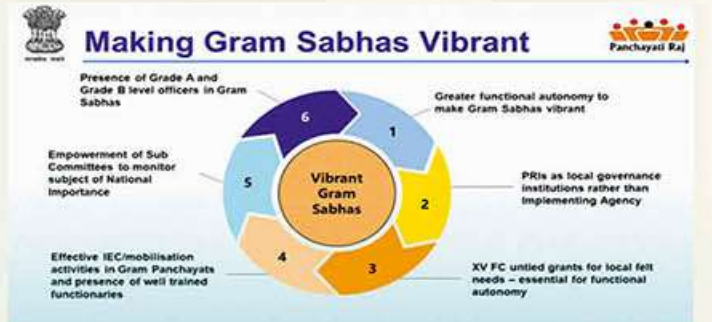 Making Gram Sabhas Vibrant
Panchayati Raj
Presence of Grade A and
Grade B level officers in Gram
Sabhas
6
Greater functional autonomy to
make Gram Sabhas vibrant
1
Empowerment of Sub
Committees to monitor
subject of National
Importance
5
Vibrant
Gram
Sabhas
PRIs as local governance
institutions rather than
Implementing Agency
2
Effective IEC/mobilisation
activities in Gram Panchayats
and presence of well trained
functionaries
4
3
XV FC untied grants for local felt
needs – essential for functional
autonomy